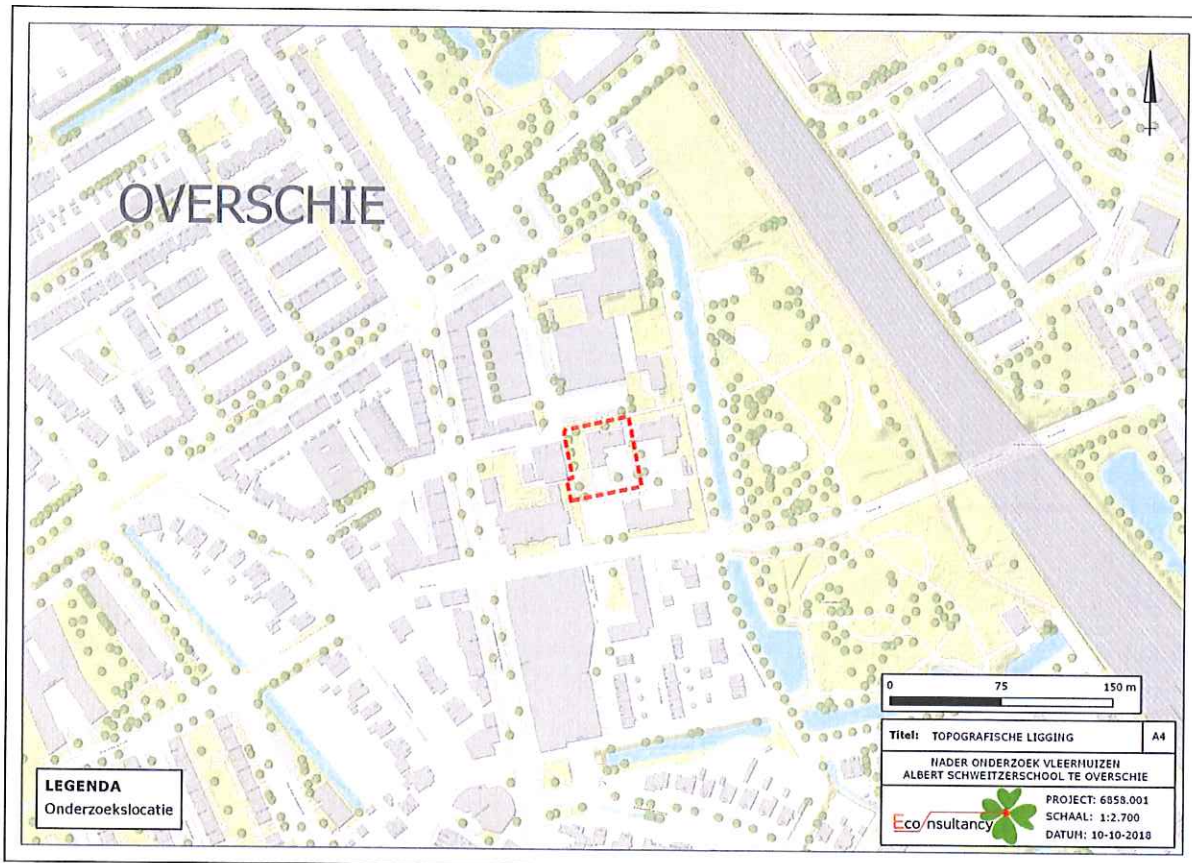 OVERSCHIE
0 75 150 m
Titel: TOPOGRAFISCHE LIGGING A4
NADER ONDERZOEK VLEERMUIZEN
ALBERT SCHWEITZERSCHOOL TE OVERSCHIE
Eco/nsultancy
PROJECT: 6858.001
SCHAAL: 1:2.700
DATUM: 10-10-2018
LEGENDA
Onderzoekslocatie